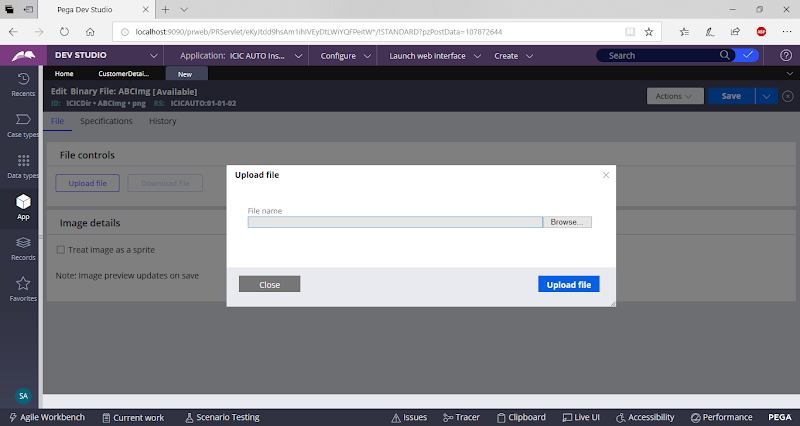 Pega Dev Studio
localhost:9090/prweb/PRServlet/eKyJtdd9hsAm1ihIVEyDtLWiYQFPeitW*/!STANDARD?pzPostData=107872644
DEV STUDIO
Application: ICIC AUTO Ins...
Configure
Launch web interface
Create
Search
Recents
Case types
Data types
App
Records
Favorites
SA
Home
CustomerDetai...
New
Edit Binary File: ABCImg [Available]
ID: ICICDir • ABCImg • png RS: ICICAUTO:01-01-02
Actions
Save
File
Specifications
History
File controls
Upload file
Download file
Image details
Treat image as a sprite
Note: Image preview updates on save
Upload file
File name
Browse...
Close
Upload file
Agile Workbench
Current work
Scenario Testing
Issues
Tracer
Clipboard
Live UI
Accessibility
Performance
PEGA